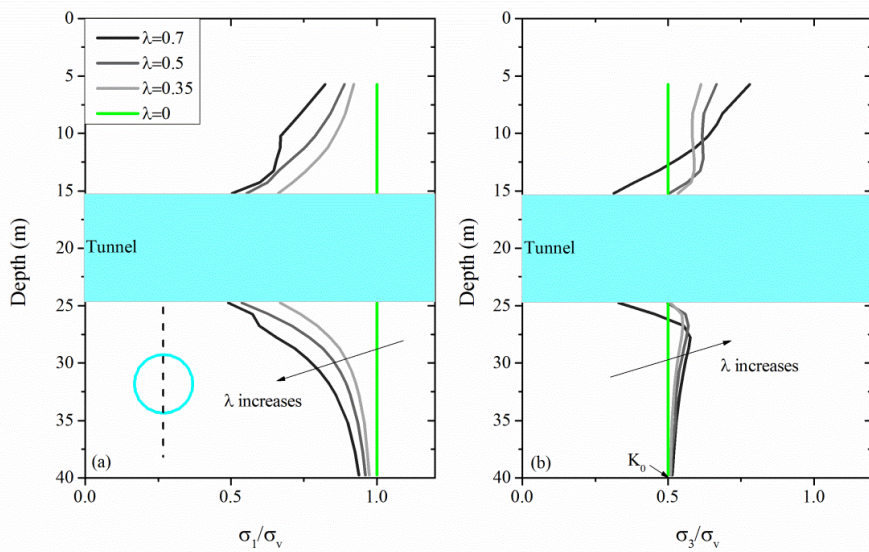 0.0 0.5 1.0
40
35
30
25
20
15
10
5
0
λ=0.7
λ=0.5
λ=0.35
λ=0
Tunnel
λ increases
(a)
Depth (m)
σ₁/σᵥ
0.0 0.5 1.0
40
35
30
25
20
15
10
5
0
Tunnel
λ increases
K₀
(b)
Depth (m)
σ₃/σᵥ